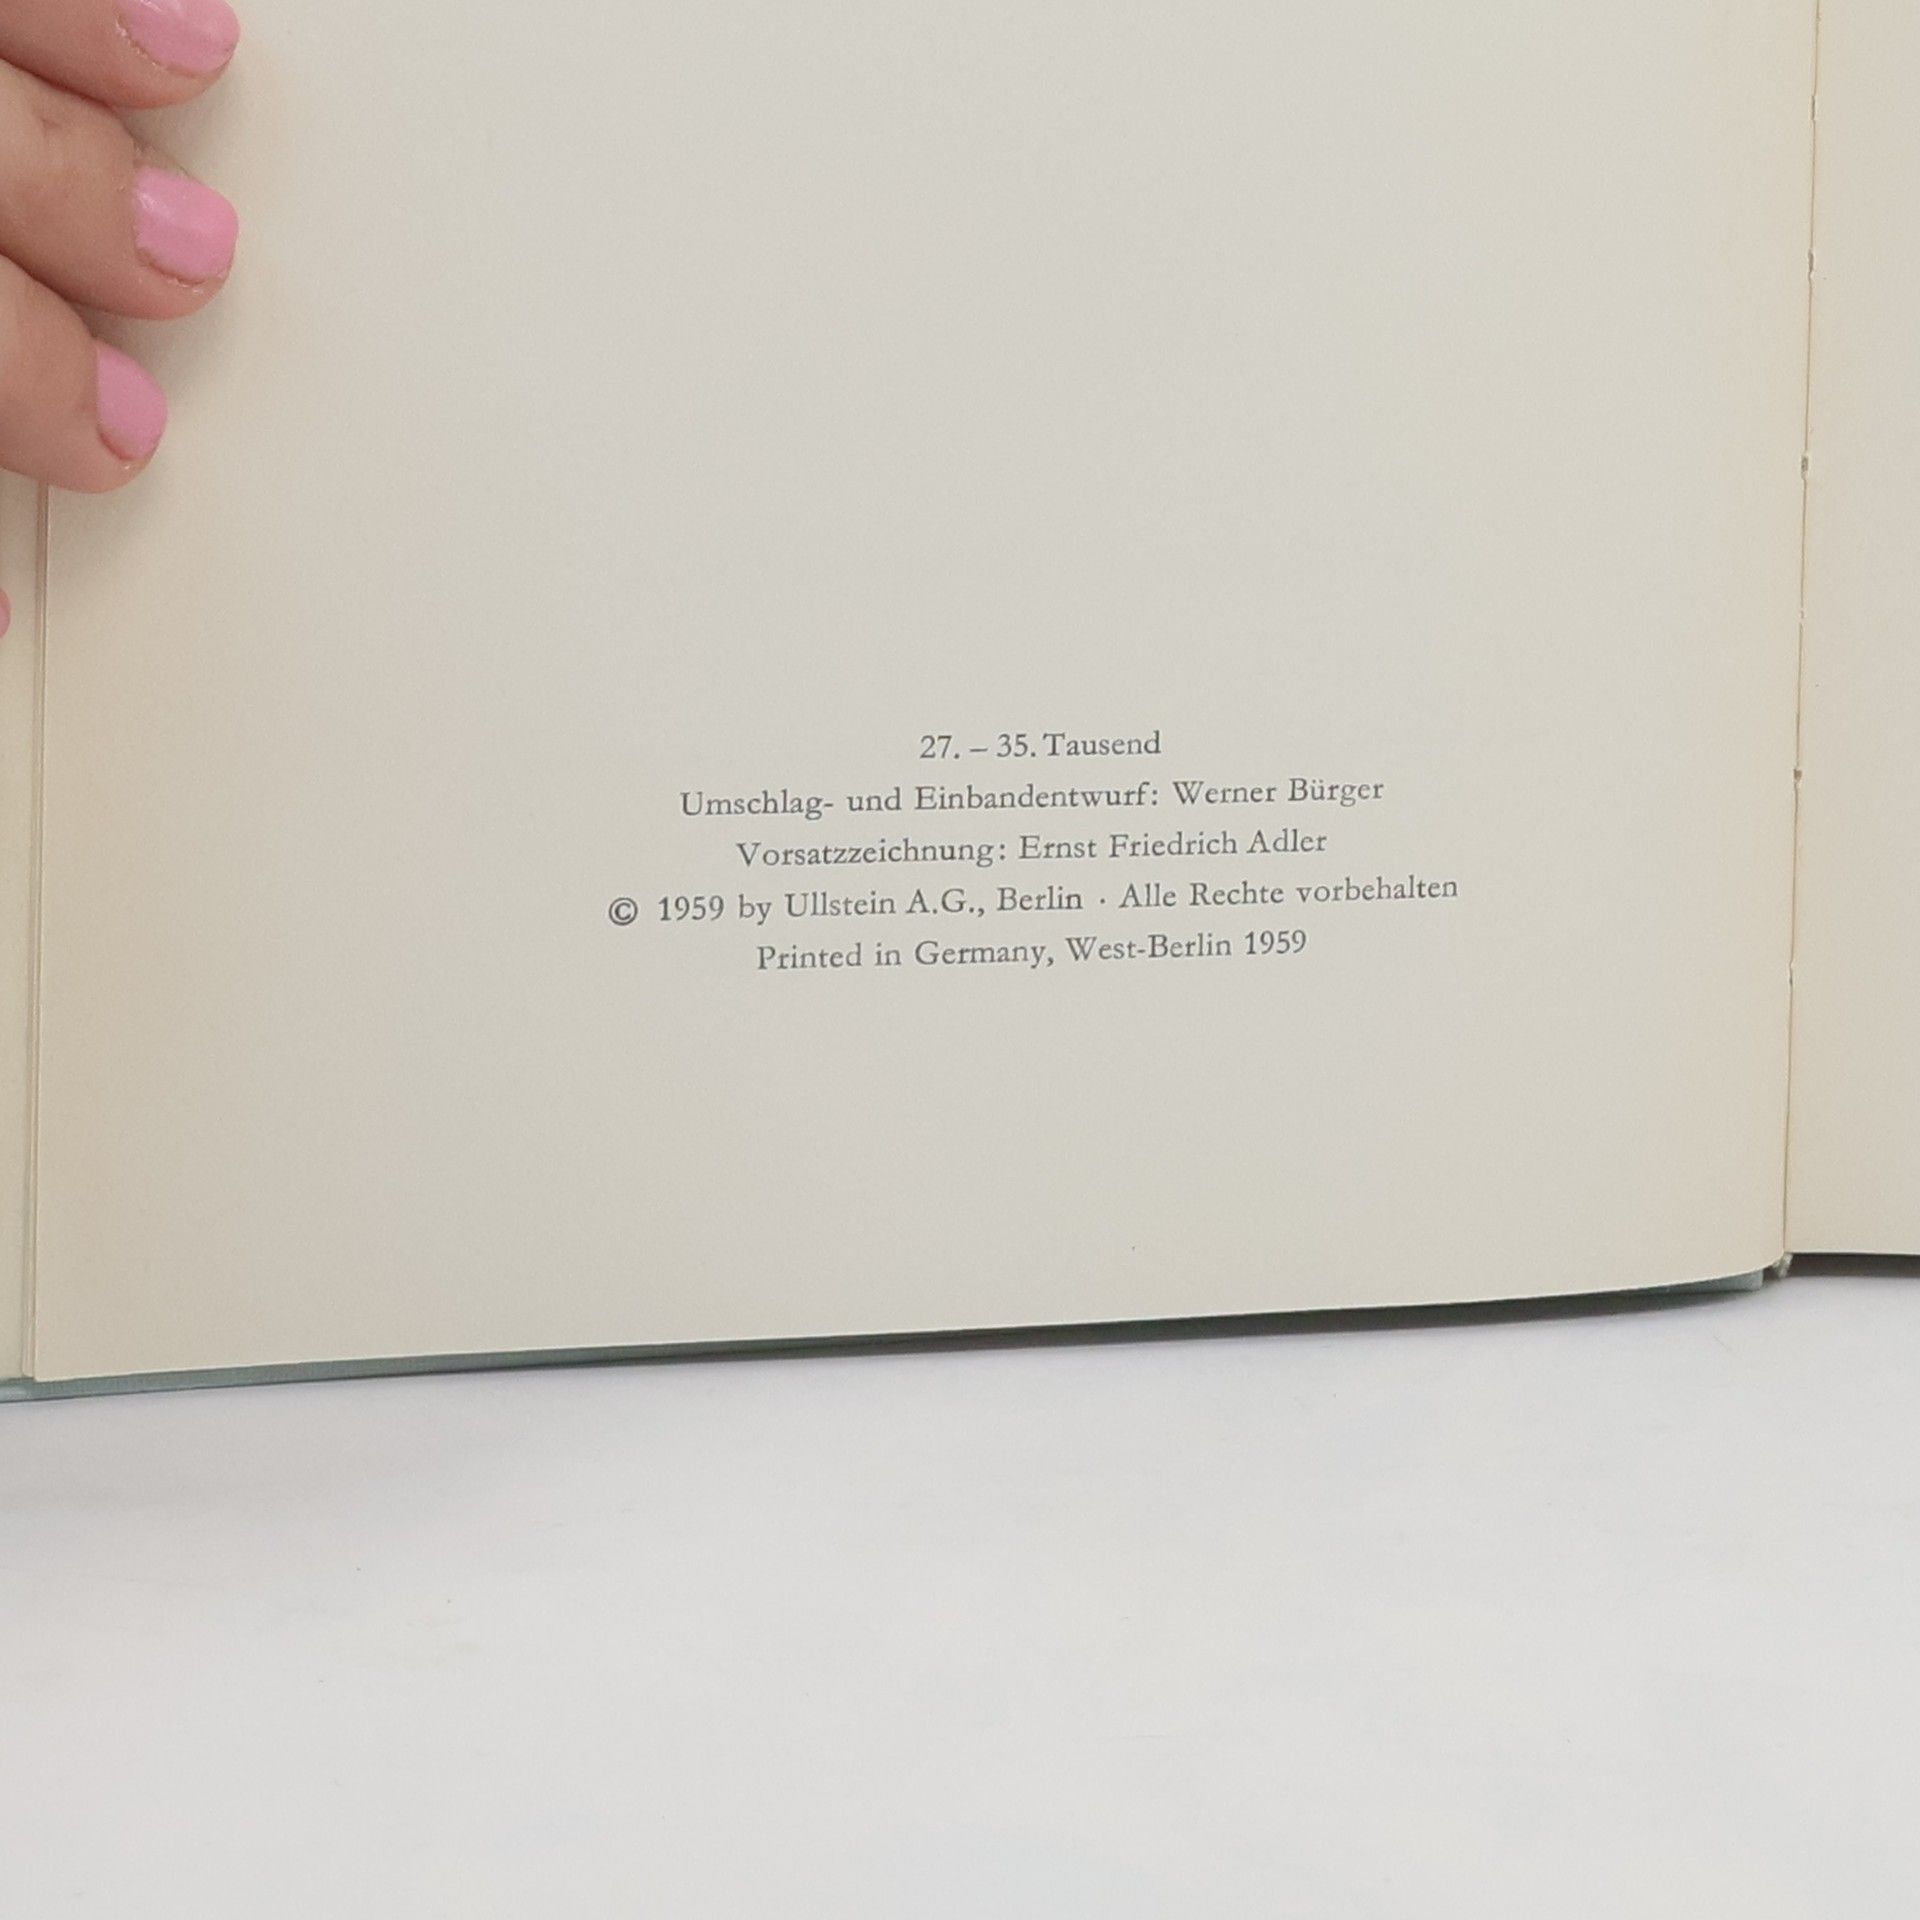 27. – 35. Tausend
Umschlag- und Einbandentwurf: Werner Bürger
Vorsatzzeichnung: Ernst Friedrich Adler
© 1959 by Ullstein A.G., Berlin · Alle Rechte vorbehalten
Printed in Germany, West-Berlin 1959